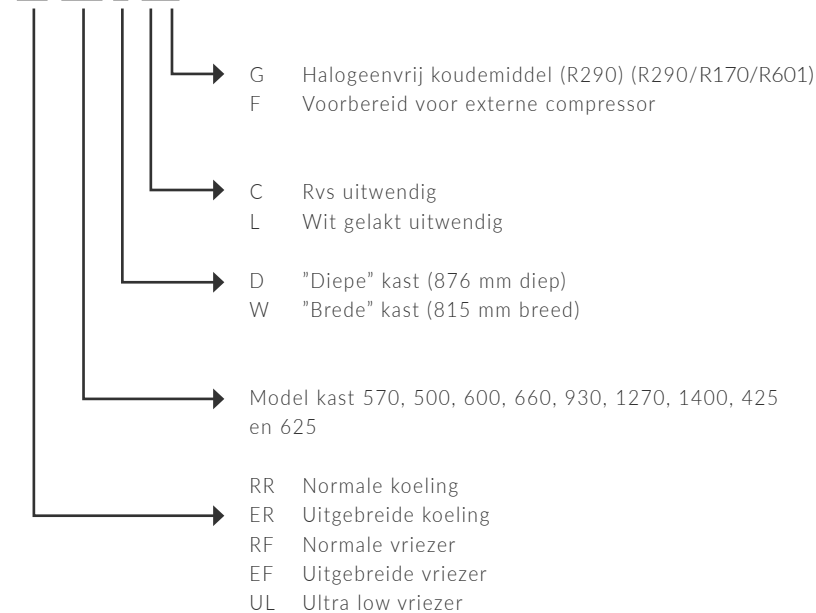 G Halogeenvrij koudemiddel (R290) (R290/R170/R601)
F Voorbereid voor externe compressor
C Rvs uitwendig
L Wit gelakt uitwendig
D ”Diepe” kast (876 mm diep)
W ”Brede” kast (815 mm breed)
Model kast 570, 500, 600, 660, 930, 1270, 1400, 425
en 625
RR Normale koeling
ER Uitgebreide koeling
RF Normale vriezer
EF Uitgebreide vriezer
UL Ultra low vriezer